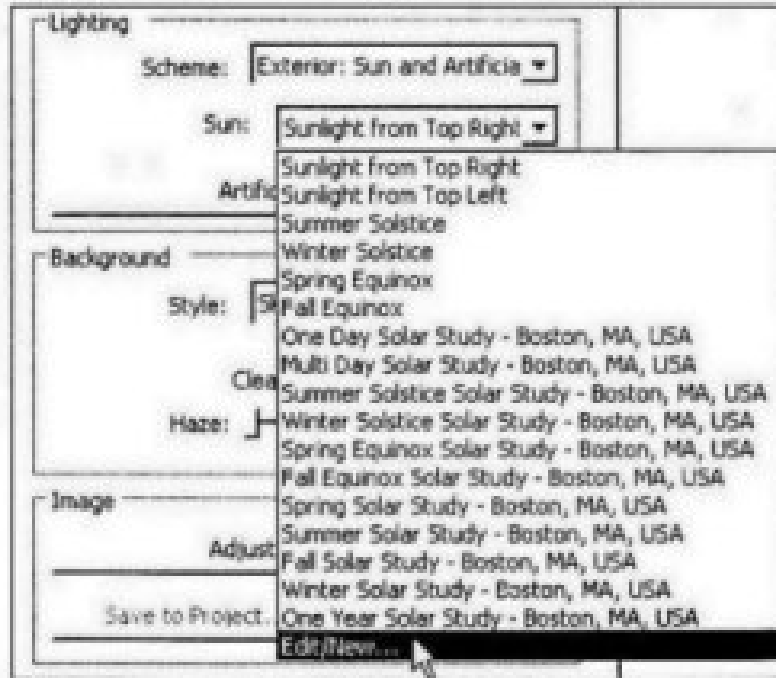 Lighting
Scheme: Exterior: Sun and Artificia
Sun: Sunlight from Top Right
Sunlight from Top Right
Artific
Sunlight from Top Left
Summer Solstice
Winter Solstice
Background
Spring Equinox
Style: Sk
Fall Equinox
One Day Solar Study - Boston, MA, USA
Multi Day Solar Study - Boston, MA, USA
Clea
Summer Solstice Solar Study - Boston, MA, USA
Haze:
Winter Solstice Solar Study - Boston, MA, USA
Spring Equinox Solar Study - Boston, MA, USA
Fall Equinox Solar Study - Boston, MA, USA
Image
Spring Solar Study - Boston, MA, USA
Summer Solar Study - Boston, MA, USA
Adjust
Fall Solar Study - Boston, MA, USA
Winter Solar Study - Boston, MA, USA
Save to Project.
One Year Solar Study - Boston, MA, USA
Edit/New...